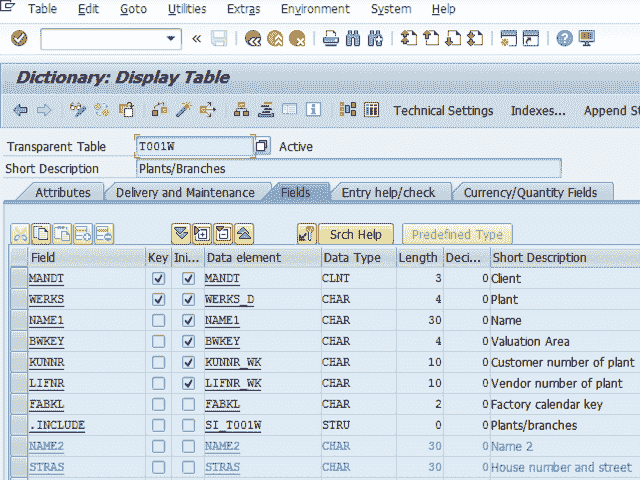 Table Edit Goto Utilities Extras Environment System Help
Dictionary: Display Table
Technical Settings Indexes... Append St
Transparent Table T001W Active
Short Description Plants/Branches
Attributes Delivery and Maintenance Fields Entry help/check Currency/Quantity Fields
Srch Help Predefined Type
Field Key Ini... Data element Data Type Length Deci... Short Description
MANDT MANDT CLNT 3 0 Client
WERKS WERKS_D CHAR 4 0 Plant
NAME1 NAME1 CHAR 30 0 Name
BWKEY BWKEY CHAR 4 0 Valuation Area
KUNNR KUNNR_WK CHAR 10 0 Customer number of plant
LIFNR LIFNR_WK CHAR 10 0 Vendor number of plant
FABKL FABKL CHAR 2 0 Factory calendar key
.INCLUDE SI_T001W STRU 0 0 Plants/branches
NAME2 NAME2 CHAR 30 0 Name 2
STRAS STRAS CHAR 30 0 House number and street